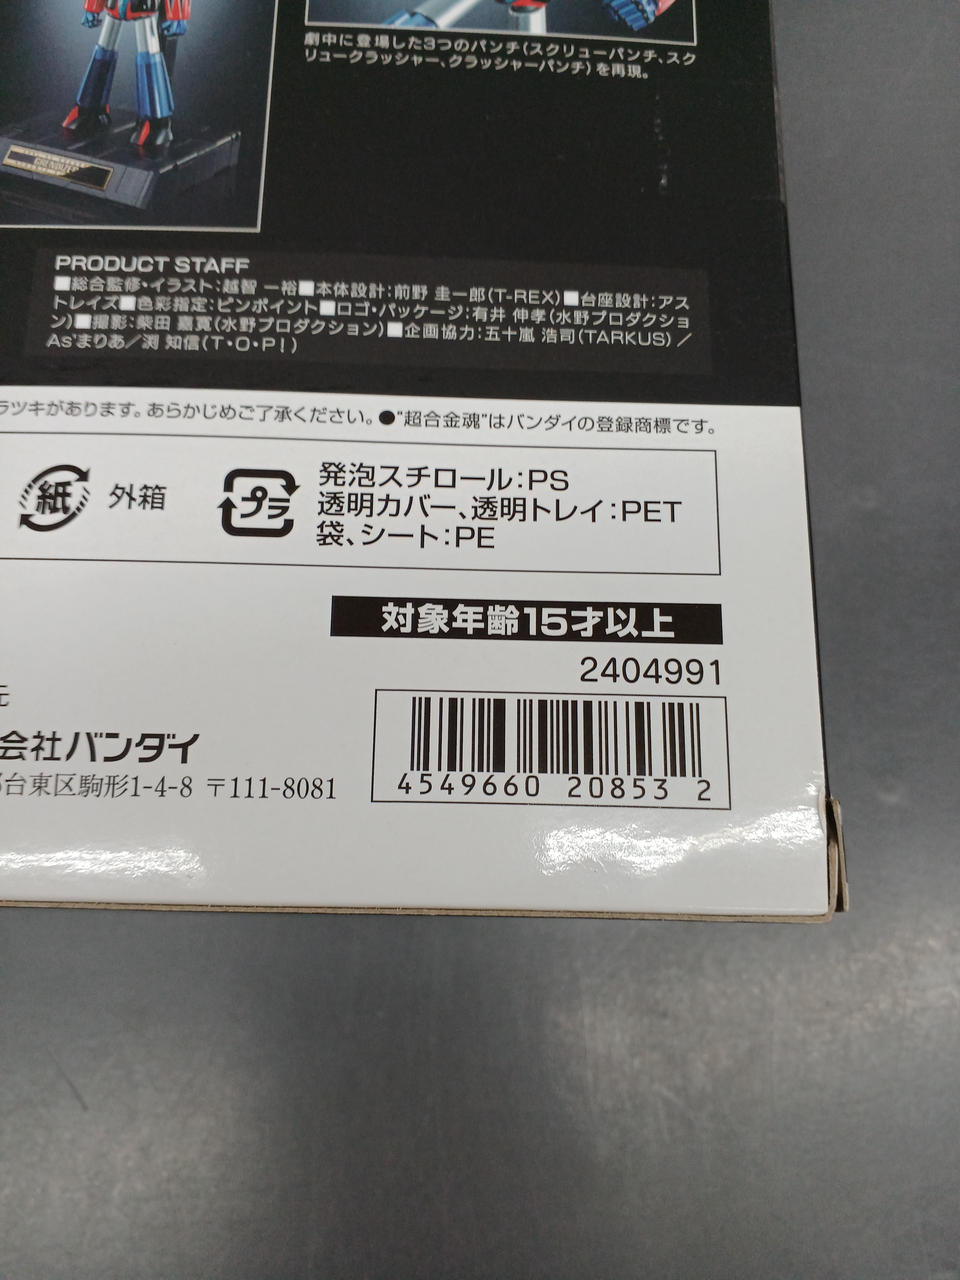 劇中に登場した3つのパンチ(スクリューパンチ、スク
リュークラッシャー、クラッシャーパンチ)を再現。
GRENDIZER
PRODUCT STAFF
■総合監修・イラスト:越智 一裕■本体設計:前野 圭一郎(T-REX)■台座設計:アス
トレイズ■色彩指定:ピンポイント■ロゴ・パッケージ:有井 伸孝(水野プロダクショ
ン)■撮影:柴田 嘉寛(水野プロダクション)■企画協力:五十嵐 浩司(TARKUS)/
As'まりあ/渕 知信(T・O・P!)
ラツキがあります。あらかじめご了承ください。●"超合金魂"はバンダイの登録商標です。
紙 外箱
プラ
発泡スチロール:PS
透明カバー、透明トレイ:PET
袋、シート:PE
対象年齢15才以上
2404991
元
会社バンダイ
台東区駒形1-4-8 〒111-8081
4549660 20853 2